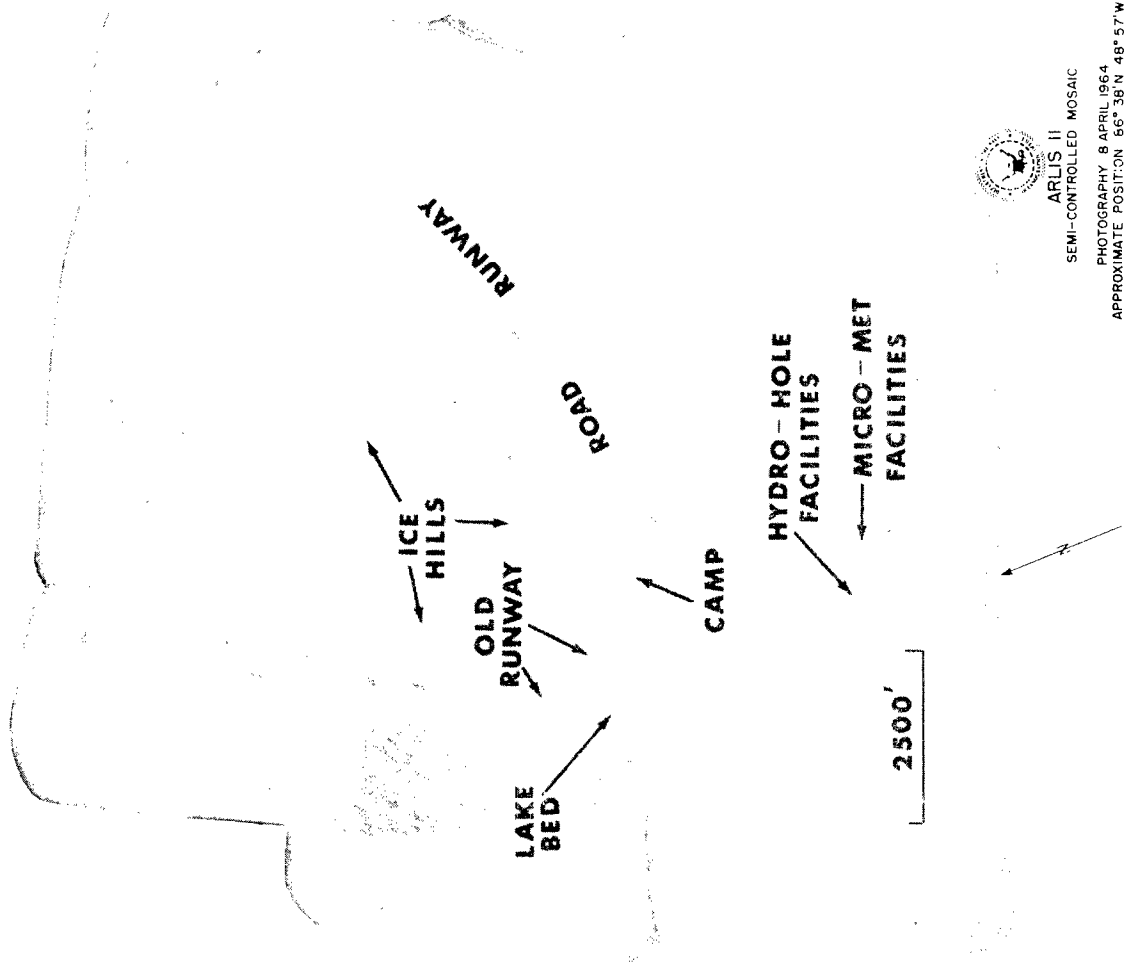 ICE
HILLS
RUNWAY
OLD
RUNWAY
LAKE
BED
ROAD
CAMP
HYDRO-HOLE
FACILITIES
MICRO-MET
FACILITIES
2500'
N
ARLIS II
SEMI-CONTROLLED MOSAIC
PHOTOGRAPHY 8 APRIL 1964
APPROXIMATE POSITION 86° 38'N 48° 57'W